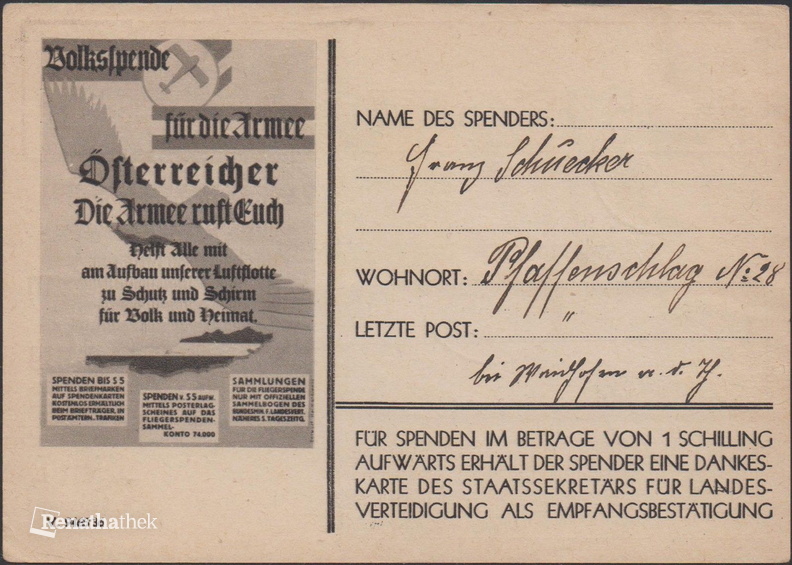 Volksspende
für die Armee
Österreicher
Die Armee ruft Euch
Helft Alle mit
am Aufbau unserer Luftflotte
zu Schutz und Schirm
für Volk und Heimat.
SPENDEN BIS S 5
MITTELS BRIEFMARKEN
AUF SPENDENKARTEN
KOSTENLOS ERHÄLTLICH
BEIM BRIEFTRÄGER, IN
POSTÄMTERN u. TRAFIKEN
SPENDEN v. S 5 AUFW.
MITTELS POSTERLAG-
SCHEINES AUF DAS
FLIEGERSPENDEN-
SAMMEL-
KONTO 74.000
SAMMLUNGEN
FÜR DIE FLIEGERSPENDE
NUR MIT OFFIZIELLEN
SAMMELBOGEN DES
BUNDESMIN. F. LANDESVERT.
NÄHERES S. TAGESZEITG.
NAME DES SPENDERS:
Franz Schuecker
WOHNORT: Pfaffenschlag No: 28
LETZTE POST: "
bei Waidhofen a. d. Th.
FÜR SPENDEN IM BETRAGE VON 1 SCHILLING
AUFWÄRTS ERHÄLT DER SPENDER EINE DANKES-
KARTE DES STAATSSEKRETÄRS FÜR LANDES-
VERTEIDIGUNG ALS EMPFANGSBESTÄTIGUNG
Renathathek